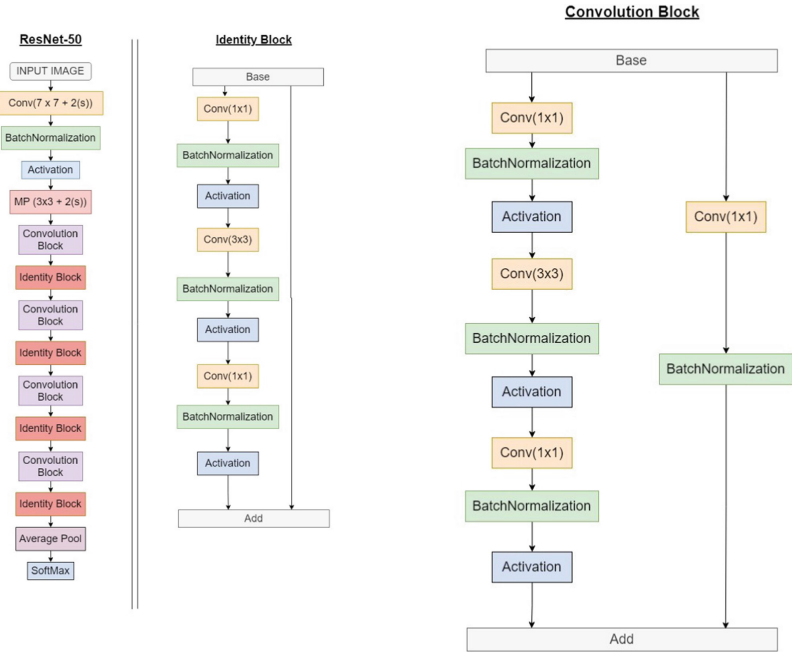 ResNet-50
INPUT IMAGE
Conv(7 x 7 + 2(s))
BatchNormalization
Activation
MP (3x3 + 2(s))
Convolution
Block
Identity Block
Convolution
Block
Identity Block
Convolution
Block
Identity Block
Convolution
Block
Identity Block
Average Pool
SoftMax
Identity Block
Base
Conv(1x1)
BatchNormalization
Activation
Conv(3x3)
BatchNormalization
Activation
Conv(1x1)
BatchNormalization
Activation
Add
Convolution Block
Base
Conv(1x1)
BatchNormalization
Activation
Conv(3x3)
BatchNormalization
Activation
Conv(1x1)
BatchNormalization
Activation
Conv(1x1)
BatchNormalization
Add